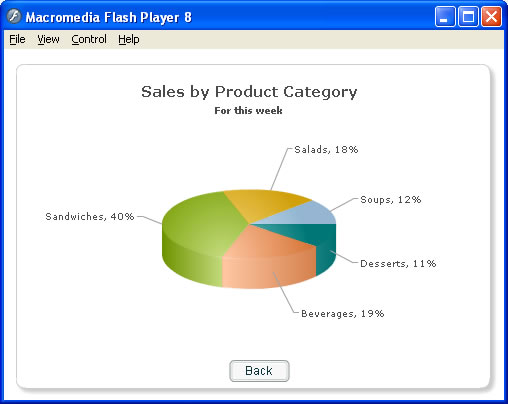 Macromedia Flash Player 8
File View Control Help
Sales by Product Category
For this week
Salads, 18%
Soups, 12%
Sandwiches, 40%
Desserts, 11%
Beverages, 19%
Back